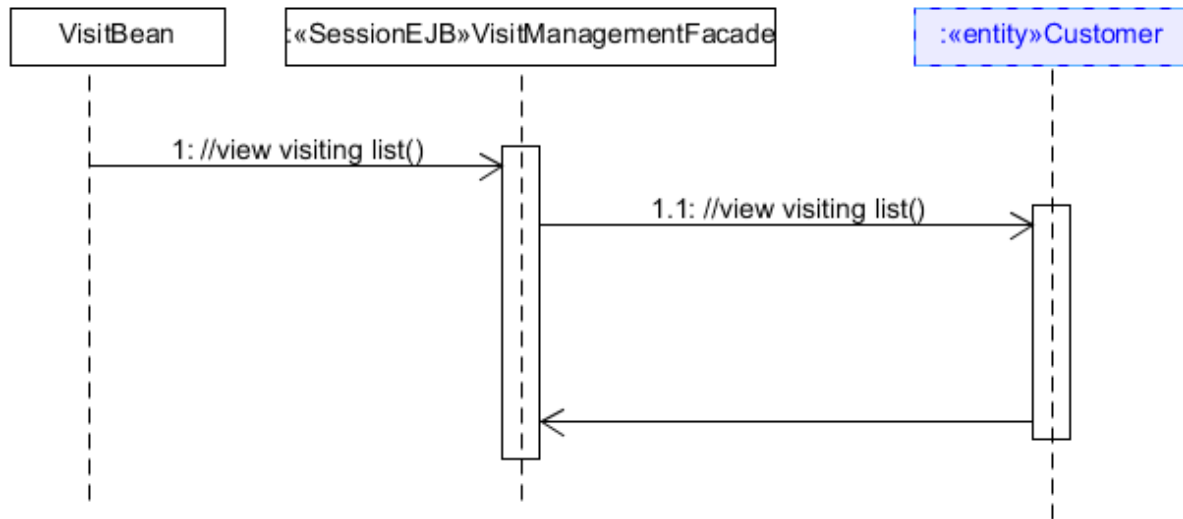 VisitBean
:«SessionEJB»VisitManagementFacade
:«entity»Customer
1: //view visiting list()
1.1: //view visiting list()